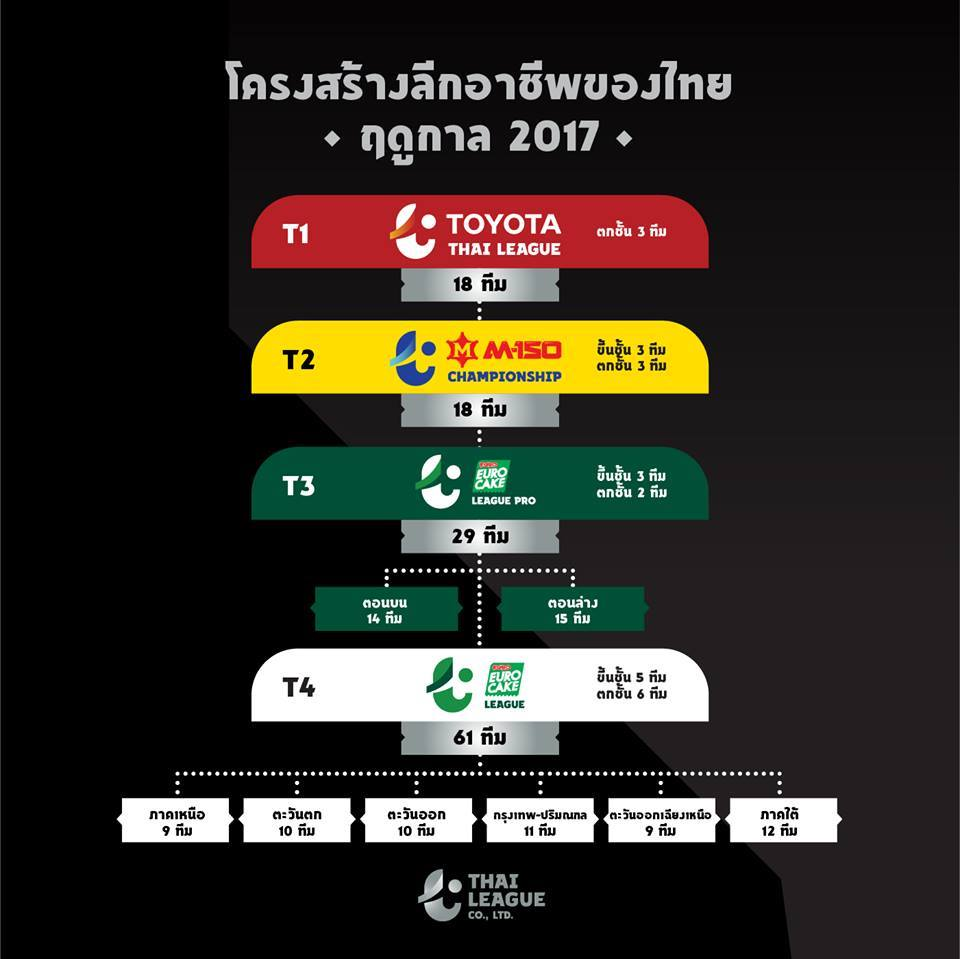 โครงสร้างลีกอาชีพของไทย
ฤดูกาล 2017
T1
TOYOTA
THAI LEAGUE
ตกชั้น 3 ทีม
18 ทีม
T2
M-150
CHAMPIONSHIP
ขึ้นชั้น 3 ทีม
ตกชั้น 3 ทีม
18 ทีม
T3
EURO
CAKE
LEAGUE PRO
ขึ้นชั้น 3 ทีม
ตกชั้น 2 ทีม
29 ทีม
ตอนบน
14 ทีม
ตอนล่าง
15 ทีม
T4
EURO
CAKE
LEAGUE
ขึ้นชั้น 5 ทีม
ตกชั้น 6 ทีม
61 ทีม
ภาคเหนือ
9 ทีม
ตะวันตก
10 ทีม
ตะวันออก
10 ทีม
กรุงเทพ-ปริมณฑล
11 ทีม
ตะวันออกเฉียงเหนือ
9 ทีม
ภาคใต้
12 ทีม
THAI
LEAGUE
CO., LTD.